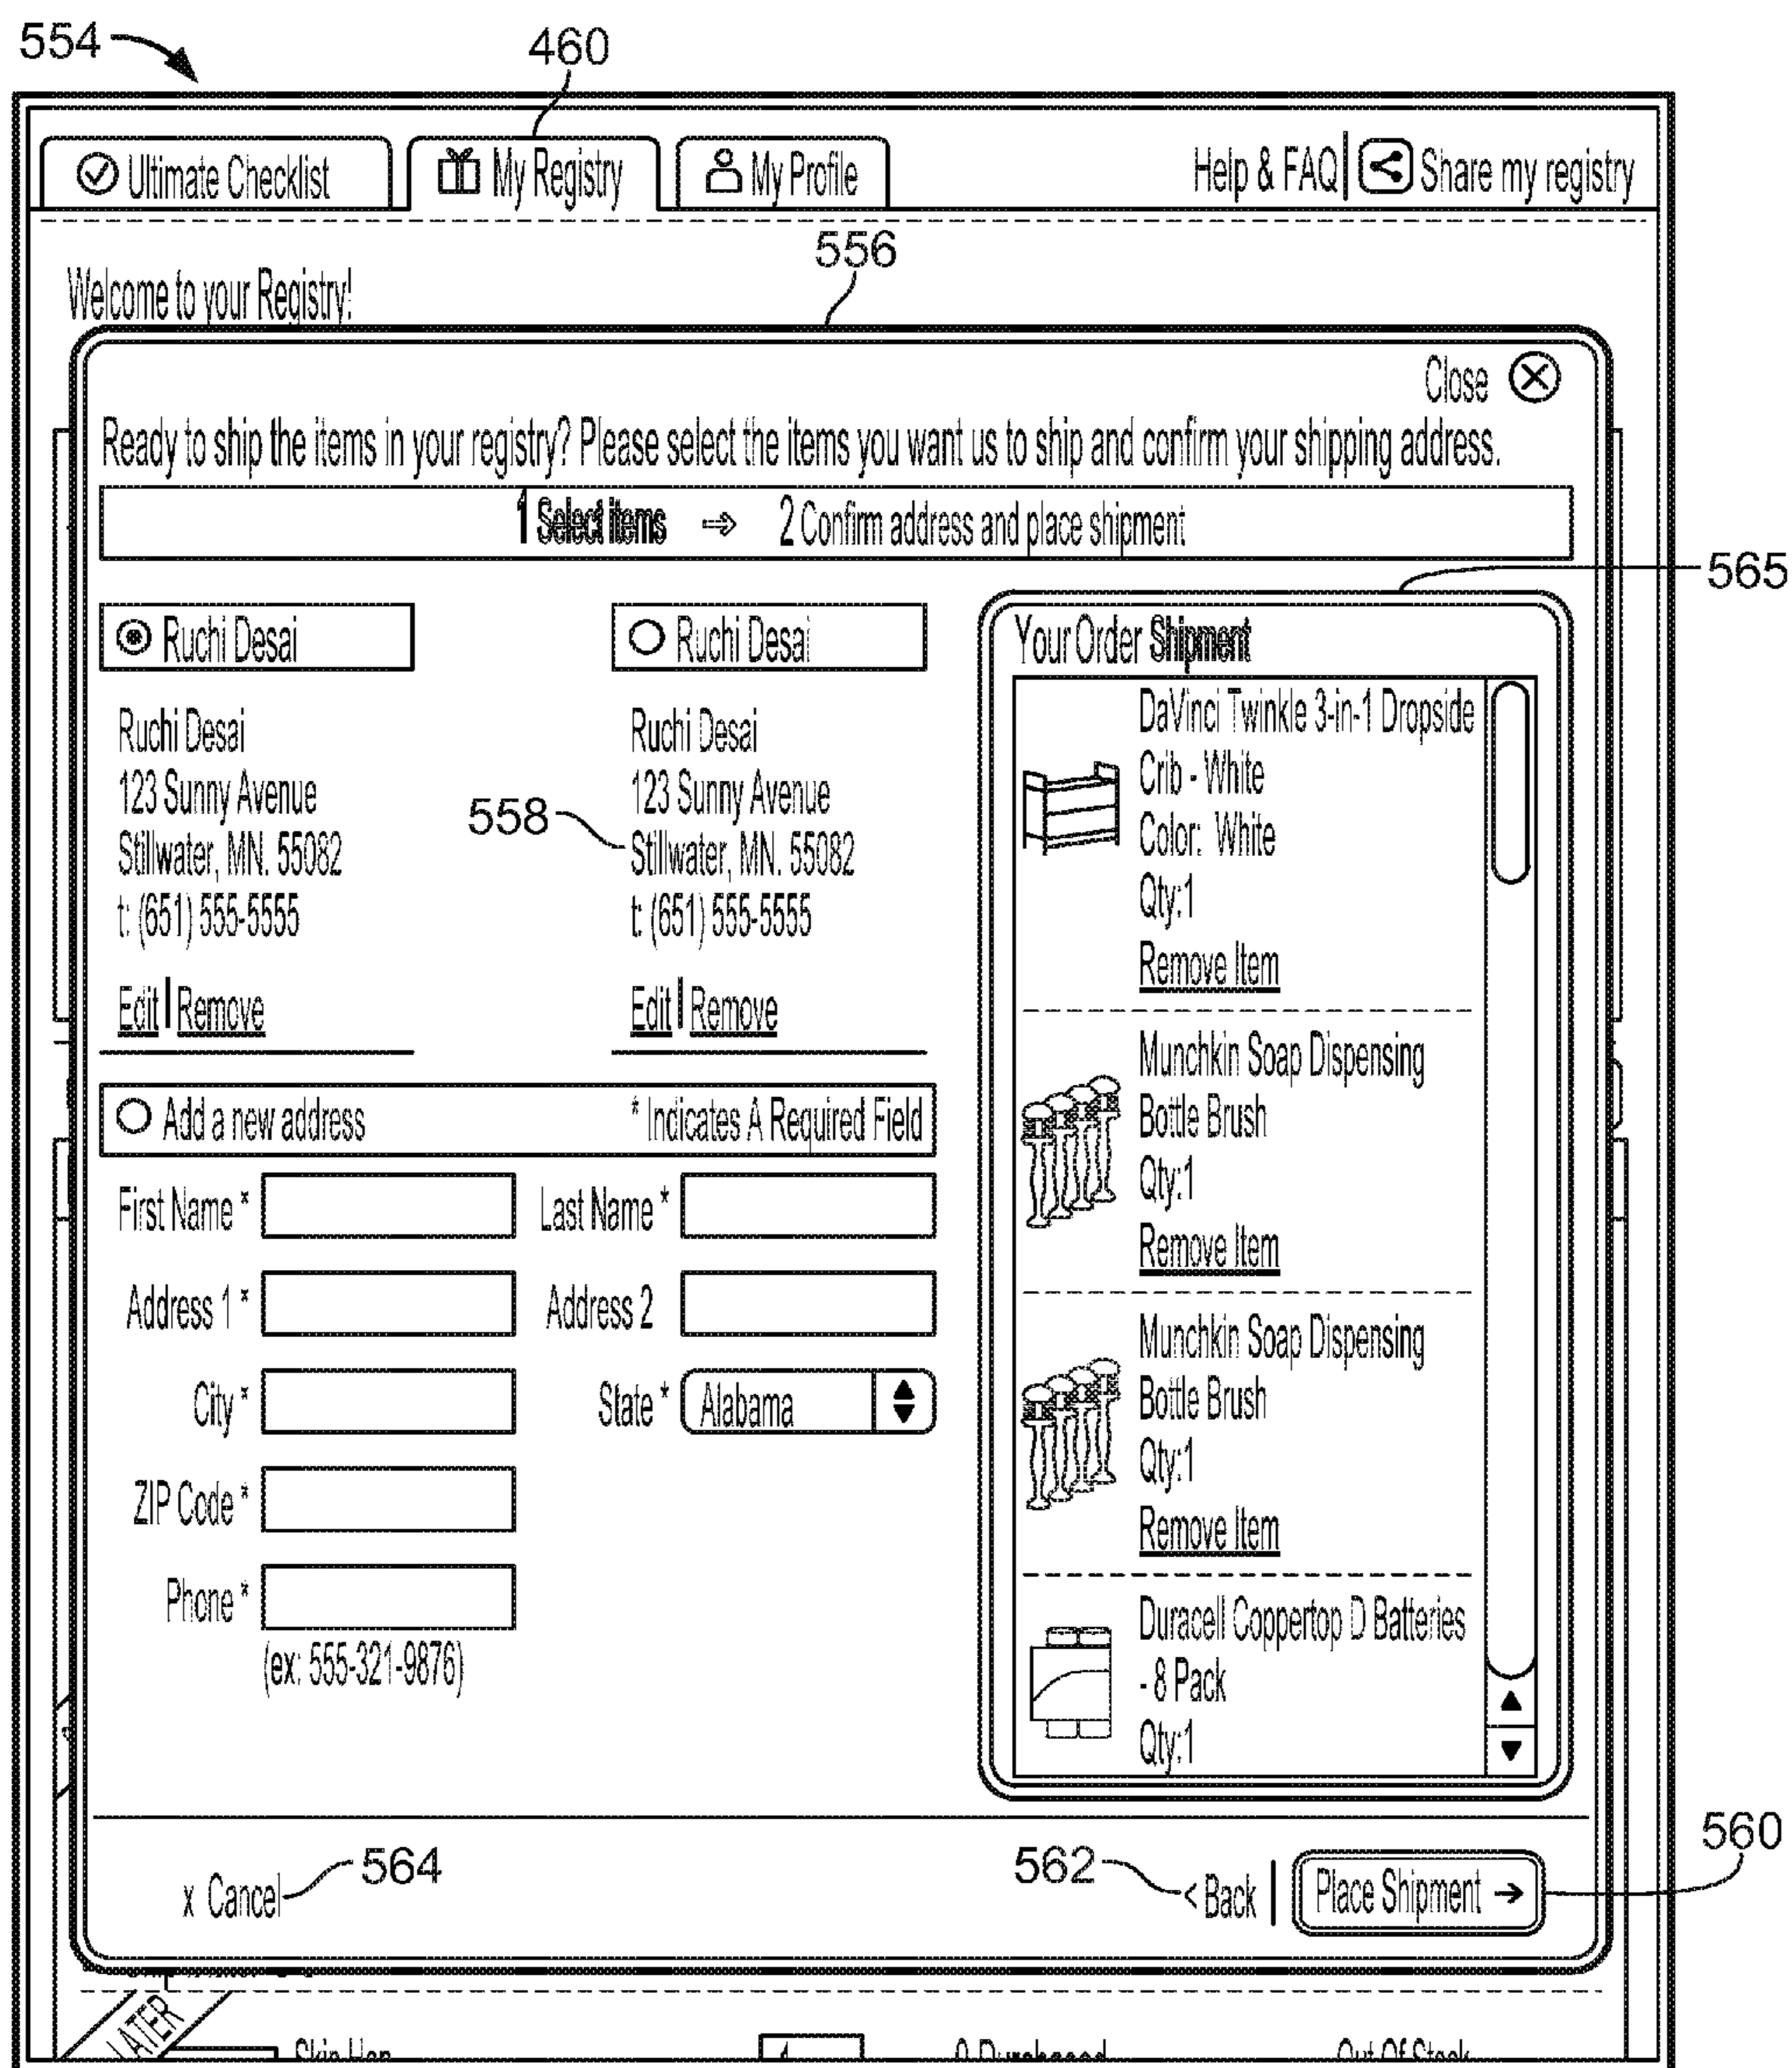 554
460
Ultimate Checklist
My Registry
My Profile
Help & FAQ
Share my registry
556
Welcome to your Registry!
Close
Ready to ship the items in your registry? Please select the items you want us to ship and confirm your shipping address.
1 Select items ⇒ 2 Confirm address and place shipment
565
Ruchi Desai
Ruchi Desai
123 Sunny Avenue
Stillwater, MN. 55082
t: (651) 555-5555
Edit | Remove
Ruchi Desai
Ruchi Desai
123 Sunny Avenue
558
Stillwater, MN. 55082
t: (651) 555-5555
Edit | Remove
Add a new address
* Indicates A Required Field
First Name *
Last Name *
Address 1 *
Address 2
City *
State * Alabama
ZIP Code *
Phone *
(ex: 555-321-9876)
Your Order Shipment
DaVinci Twinkle 3-in-1 Dropside
Crib - White
Color: White
Qty:1
Remove Item
Munchkin Soap Dispensing
Bottle Brush
Qty:1
Remove Item
Munchkin Soap Dispensing
Bottle Brush
Qty:1
Remove Item
Duracell Coppertop D Batteries
- 8 Pack
Qty:1
x Cancel
564
562
< Back
Place Shipment →
560
LATER
1
0 Purchased
Out Of Stock